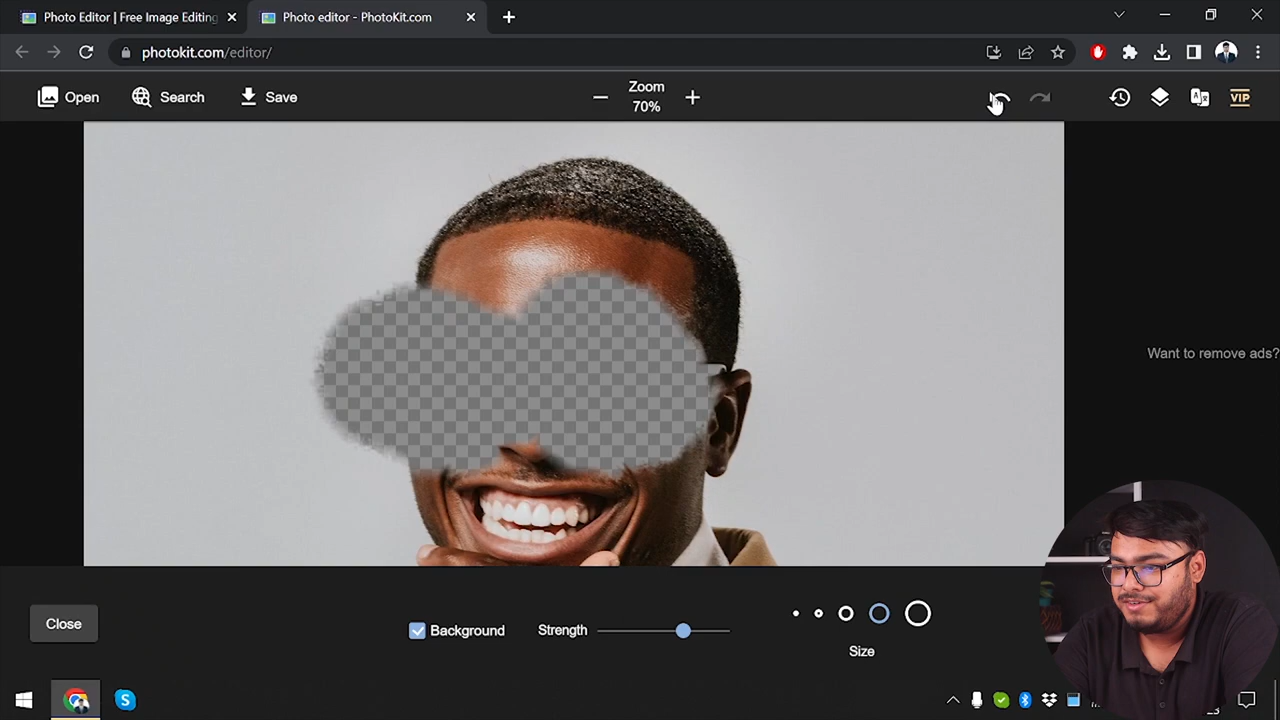 Photo Editor | Free Image Editing
Photo editor - PhotoKit.com
photokit.com/editor/
Open
Search
Save
Zoom
70%
VIP
Want to remove ads?
Close
Background
Strength
Size